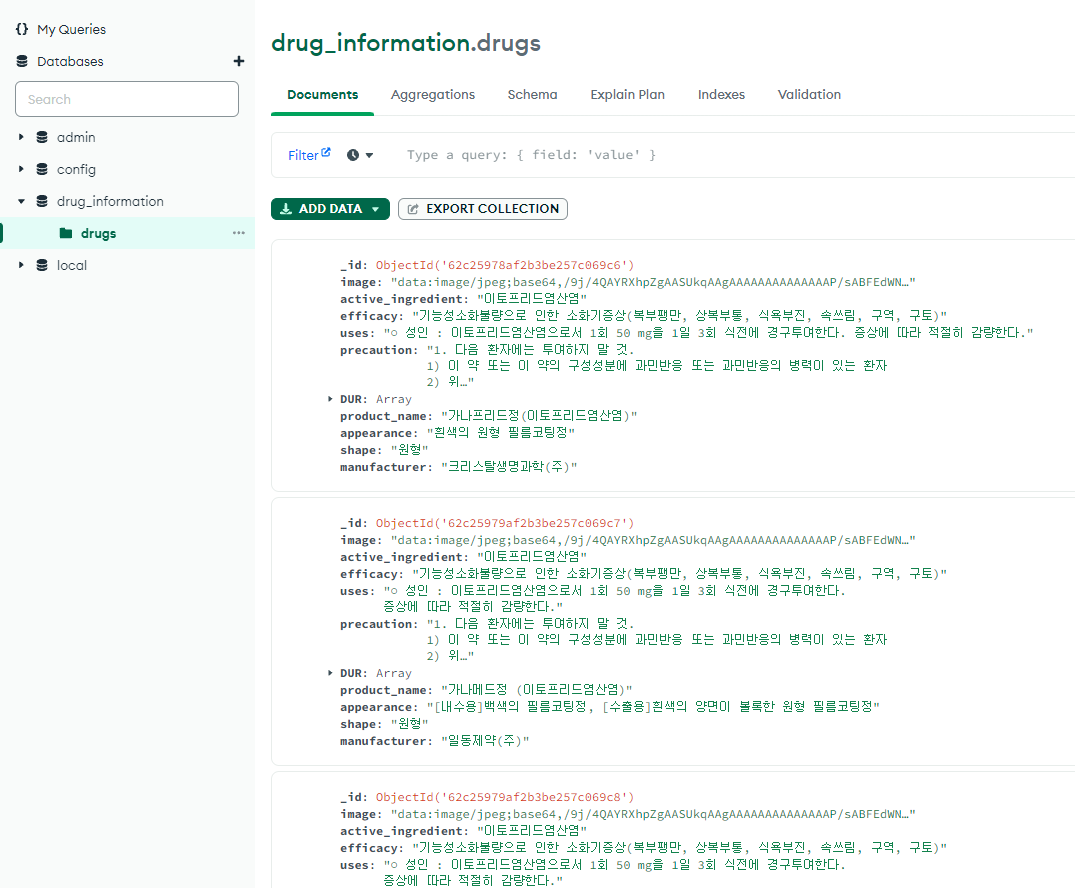 {} My Queries
Databases +
Search
admin
config
drug_information
drugs ...
local
drug_information.drugs
Documents Aggregations Schema Explain Plan Indexes Validation
Filter Type a query: { field: 'value' }
ADD DATA EXPORT COLLECTION
_id: ObjectId('62c25978af2b3be257c069c6')
image: "data:image/jpeg;base64,/9j/4QAYRXhpZgAASUkqAAgAAAAAAAAAAAAAAP/sABFEdWN…"
active_ingredient: "이토프리드염산염"
efficacy: "기능성소화불량으로 인한 소화기증상(복부팽만, 상복부통, 식욕부진, 속쓰림, 구역, 구토)"
uses: "○ 성인 : 이토프리드염산염으로서 1회 50 mg을 1일 3회 식전에 경구투여한다. 증상에 따라 적절히 감량한다."
precaution: "1. 다음 환자에는 투여하지 말 것.
1) 이 약 또는 이 약의 구성성분에 과민반응 또는 과민반응의 병력이 있는 환자
2) 위…"
DUR: Array
product_name: "가나프리드정(이토프리드염산염)"
appearance: "흰색의 원형 필름코팅정"
shape: "원형"
manufacturer: "크리스탈생명과학(주)"
_id: ObjectId('62c25979af2b3be257c069c7')
image: "data:image/jpeg;base64,/9j/4QAYRXhpZgAASUkqAAgAAAAAAAAAAAAAAP/sABFEdWN…"
active_ingredient: "이토프리드염산염"
efficacy: "기능성소화불량으로 인한 소화기증상(복부팽만, 상복부통, 식욕부진, 속쓰림, 구역, 구토)"
uses: "○ 성인 : 이토프리드염산염으로서 1회 50 mg을 1일 3회 식전에 경구투여한다.
증상에 따라 적절히 감량한다."
precaution: "1. 다음 환자에는 투여하지 말 것.
1) 이 약 또는 이 약의 구성성분에 과민반응 또는 과민반응의 병력이 있는 환자
2) 위…"
DUR: Array
product_name: "가나메드정 (이토프리드염산염)"
appearance: "[내수용]백색의 필름코팅정, [수출용]흰색의 양면이 볼록한 원형 필름코팅정"
shape: "원형"
manufacturer: "일동제약(주)"
_id: ObjectId('62c25979af2b3be257c069c8')
image: "data:image/jpeg;base64,/9j/4QAYRXhpZgAASUkqAAgAAAAAAAAAAAAAAP/sABFEdWN…"
active_ingredient: "이토프리드염산염"
efficacy: "기능성소화불량으로 인한 소화기증상(복부팽만, 상복부통, 식욕부진, 속쓰림, 구역, 구토)"
uses: "○ 성인 : 이토프리드염산염으로서 1회 50 mg을 1일 3회 식전에 경구투여한다.
증상에 따라 적절히 감량한다."